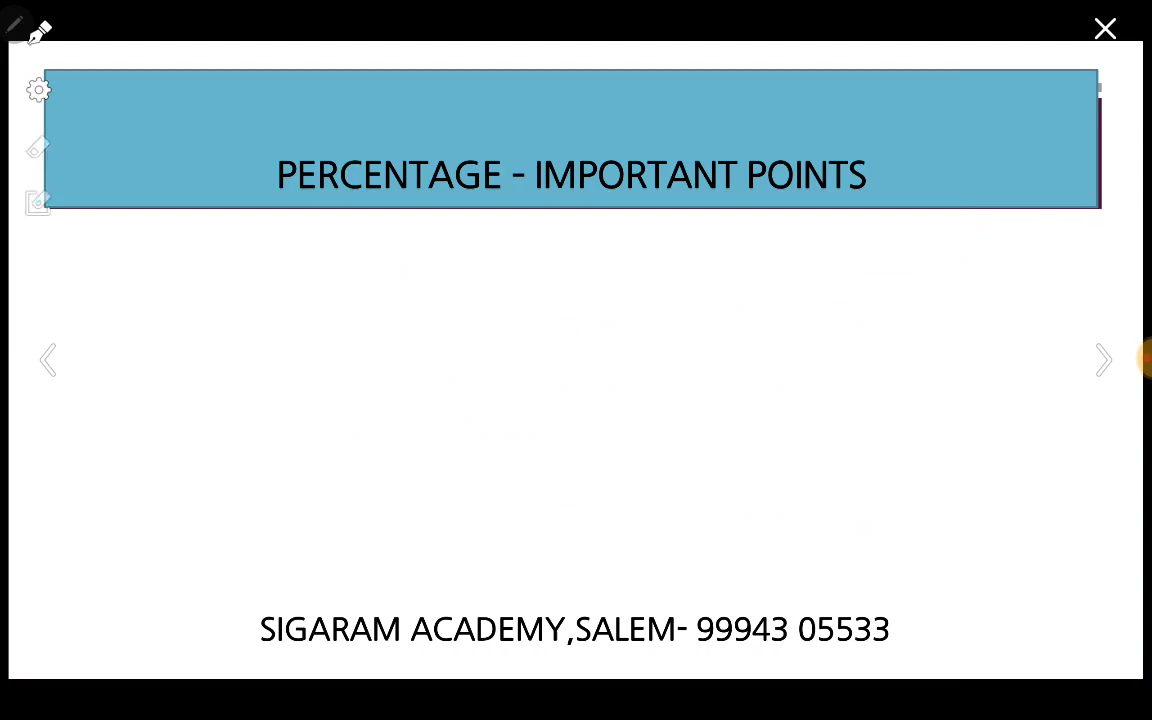 PERCENTAGE - IMPORTANT POINTS
SIGARAM ACADEMY,SALEM- 99943 05533